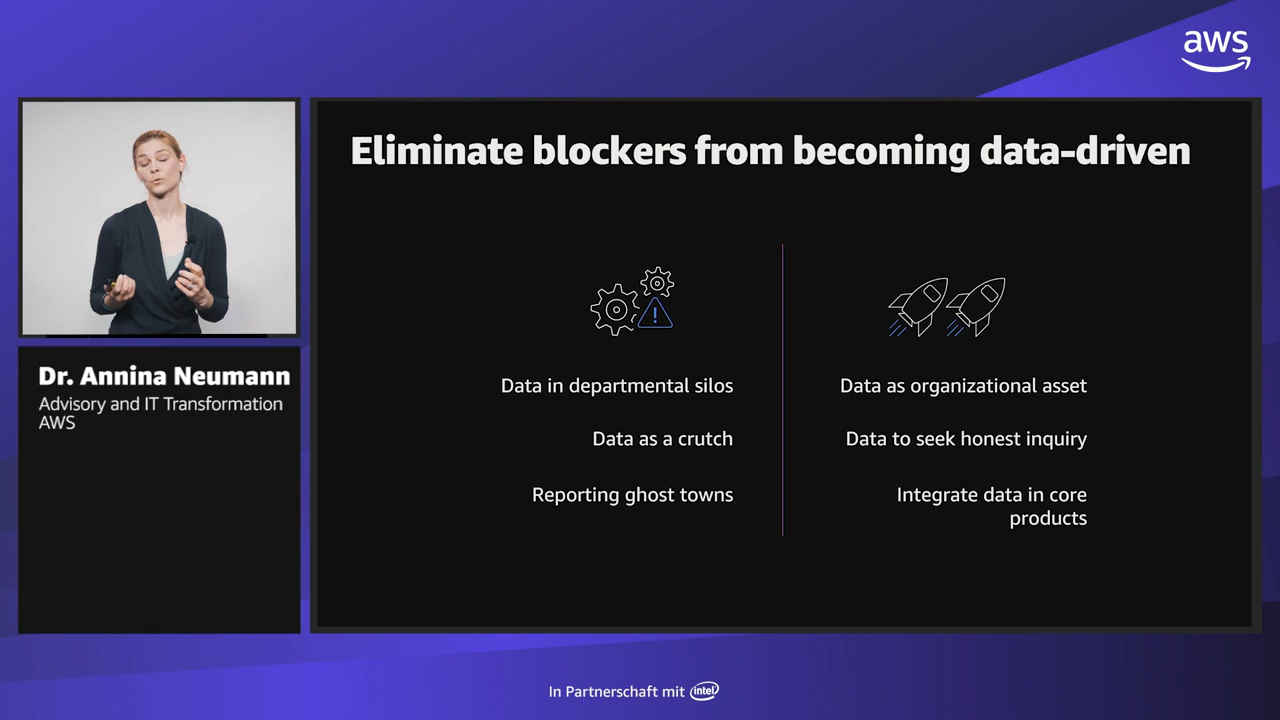 aws
Eliminate blockers from becoming data-driven
Dr. Annina Neumann
Advisory and IT Transformation
AWS
Data in departmental silos
Data as a crutch
Reporting ghost towns
Data as organizational asset
Data to seek honest inquiry
Integrate data in core
products
In Partnerschaft mit intel